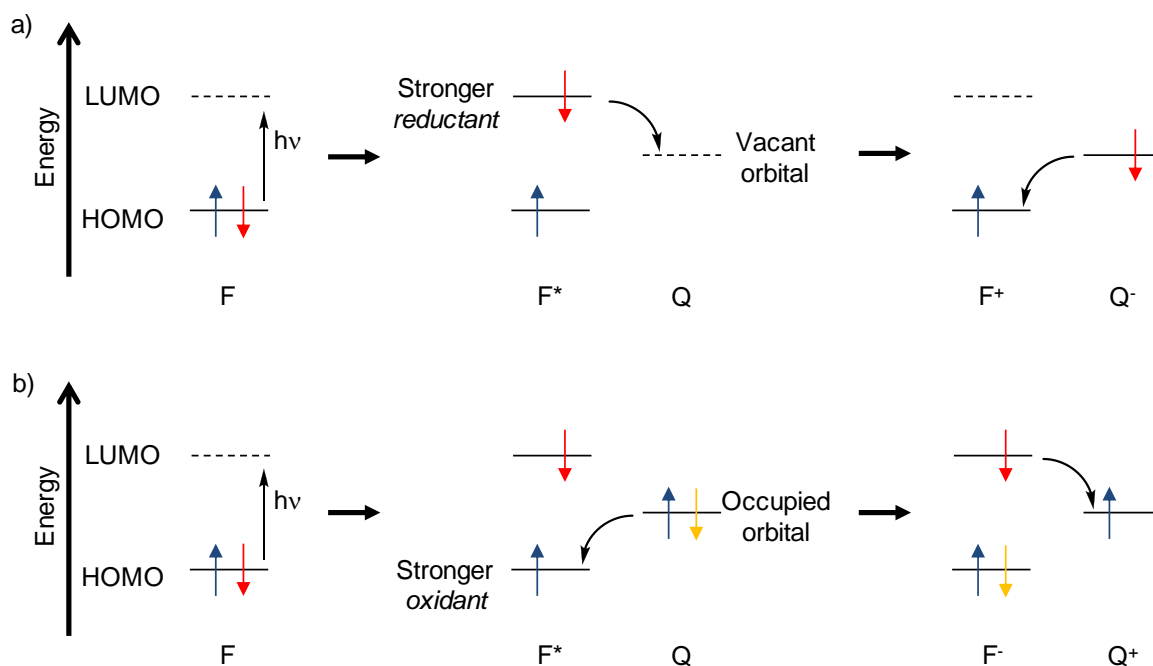 a)
Energy
LUMO
HOMO
hν
F
Stronger
reductant
F*
Q
Vacant
orbital
F+
Q-
b)
Energy
LUMO
HOMO
hν
F
Stronger
oxidant
F*
Q
Occupied
orbital
F-
Q+